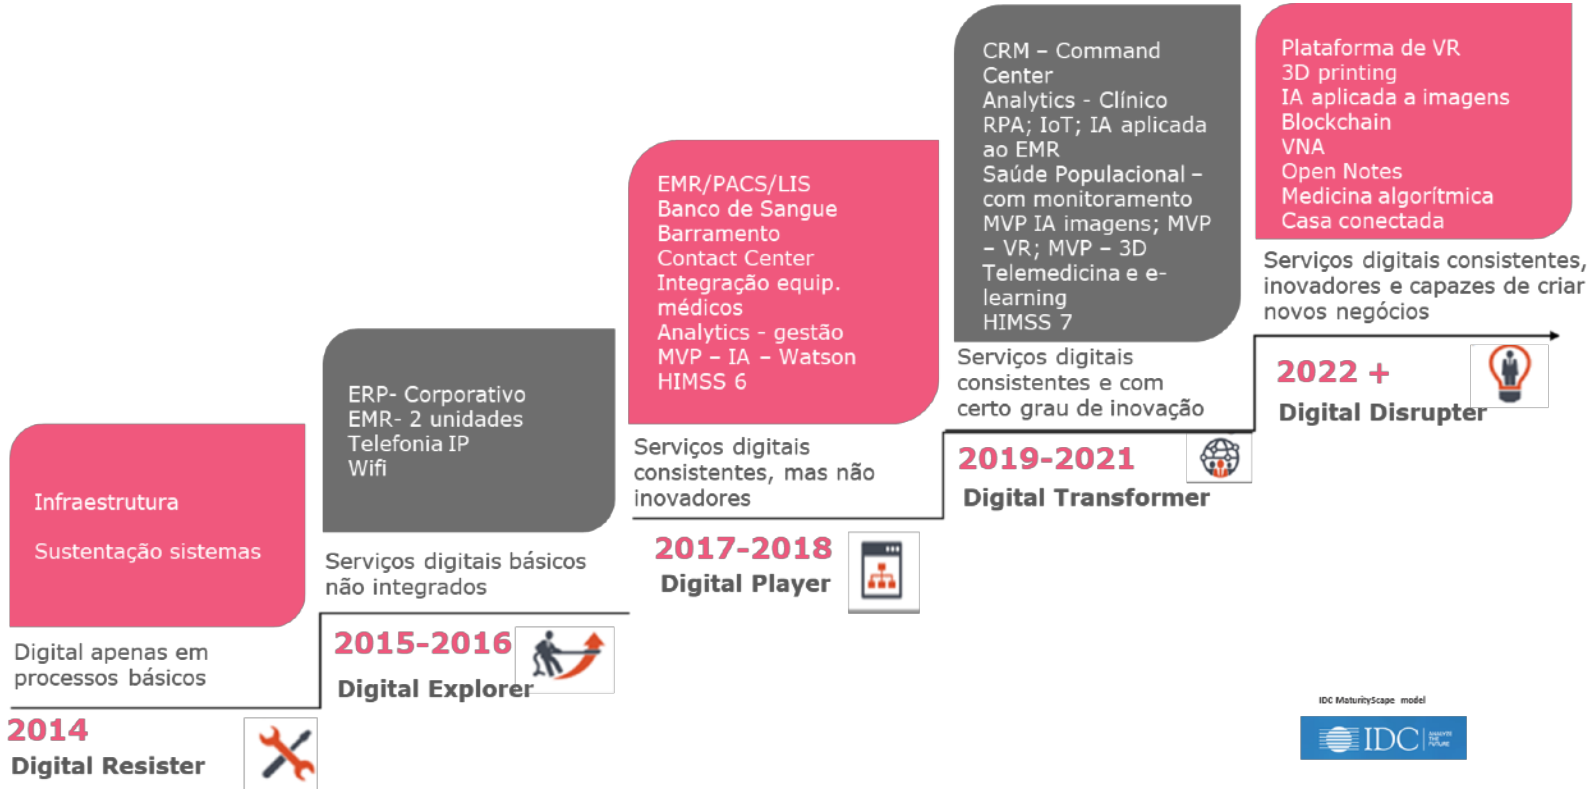 Infraestrutura
Sustentação sistemas
Digital apenas em
processos básicos
2014
Digital Resister
ERP- Corporativo
EMR- 2 unidades
Telefonia IP
Wifi
Serviços digitais básicos
não integrados
2015-2016
Digital Explorer
EMR/PACS/LIS
Banco de Sangue
Barramento
Contact Center
Integração equip.
médicos
Analytics - gestão
MVP – IA – Watson
HIMSS 6
Serviços digitais
consistentes, mas não
inovadores
2017-2018
Digital Player
CRM – Command
Center
Analytics - Clínico
RPA; IoT; IA aplicada
ao EMR
Saúde Populacional –
com monitoramento
MVP IA imagens; MVP
– VR; MVP – 3D
Telemedicina e e-
learning
HIMSS 7
Serviços digitais
consistentes e com
certo grau de inovação
2019-2021
Digital Transformer
Plataforma de VR
3D printing
IA aplicada a imagens
Blockchain
VNA
Open Notes
Medicina algorítmica
Casa conectada
Serviços digitais consistentes,
inovadores e capazes de criar
novos negócios
2022 +
Digital Disrupter
IDC MaturityScape model
IDC
ANALYZE
THE
FUTURE